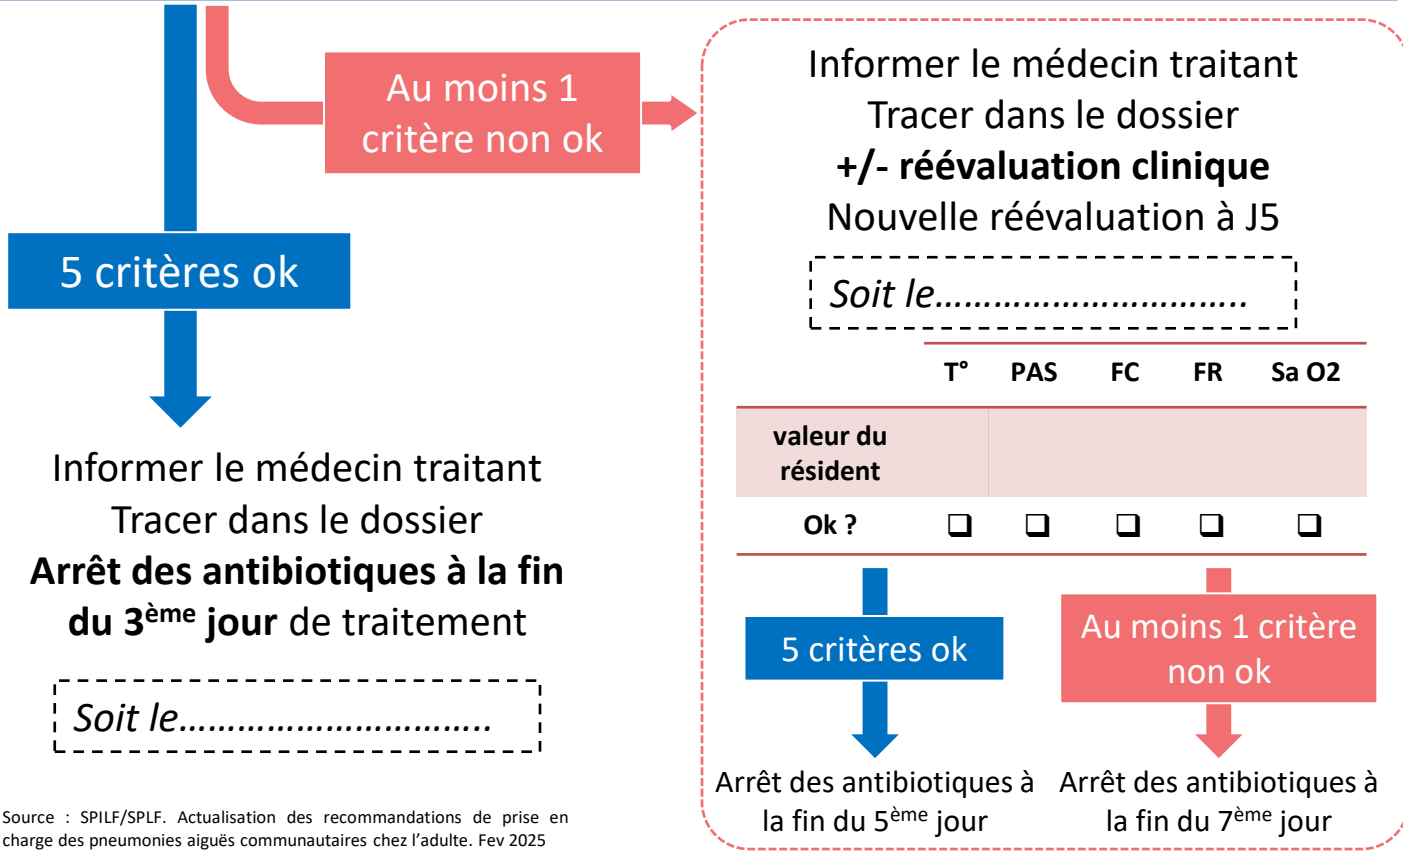 Au moins 1
critère non ok
5 critères ok
Informer le médecin traitant
Tracer dans le dossier
Arrêt des antibiotiques à la fin
du 3ème jour de traitement
Soit le…………………………..
Source : SPILF/SPLF. Actualisation des recommandations de prise en
charge des pneumonies aiguës communautaires chez l’adulte. Fev 2025
Informer le médecin traitant
Tracer dans le dossier
+/- réévaluation clinique
Nouvelle réévaluation à J5
Soit le…………………………..
T° PAS FC FR Sa O2
valeur du
résident
Ok ? ❑ ❑ ❑ ❑ ❑
5 critères ok
Au moins 1 critère
non ok
Arrêt des antibiotiques à
la fin du 5ème jour
Arrêt des antibiotiques à
la fin du 7ème jour